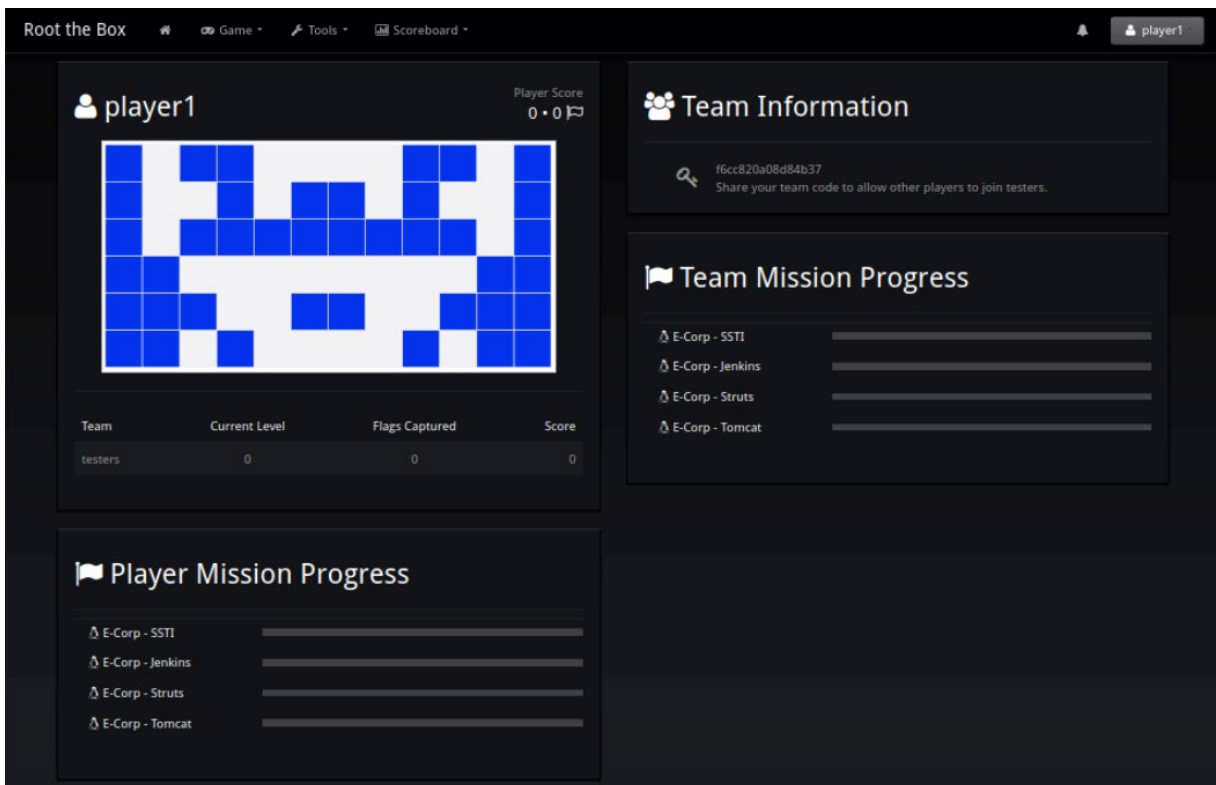 Root the Box Game Tools Scoreboard player1
player1
Player Score
0 • 0
Team Current Level Flags Captured Score
testers 0 0 0
Player Mission Progress
E-Corp - SSTI
E-Corp - Jenkins
E-Corp - Struts
E-Corp - Tomcat
Team Information
f6cc820a08d84b37
Share your team code to allow other players to join testers.
Team Mission Progress
E-Corp - SSTI
E-Corp - Jenkins
E-Corp - Struts
E-Corp - Tomcat